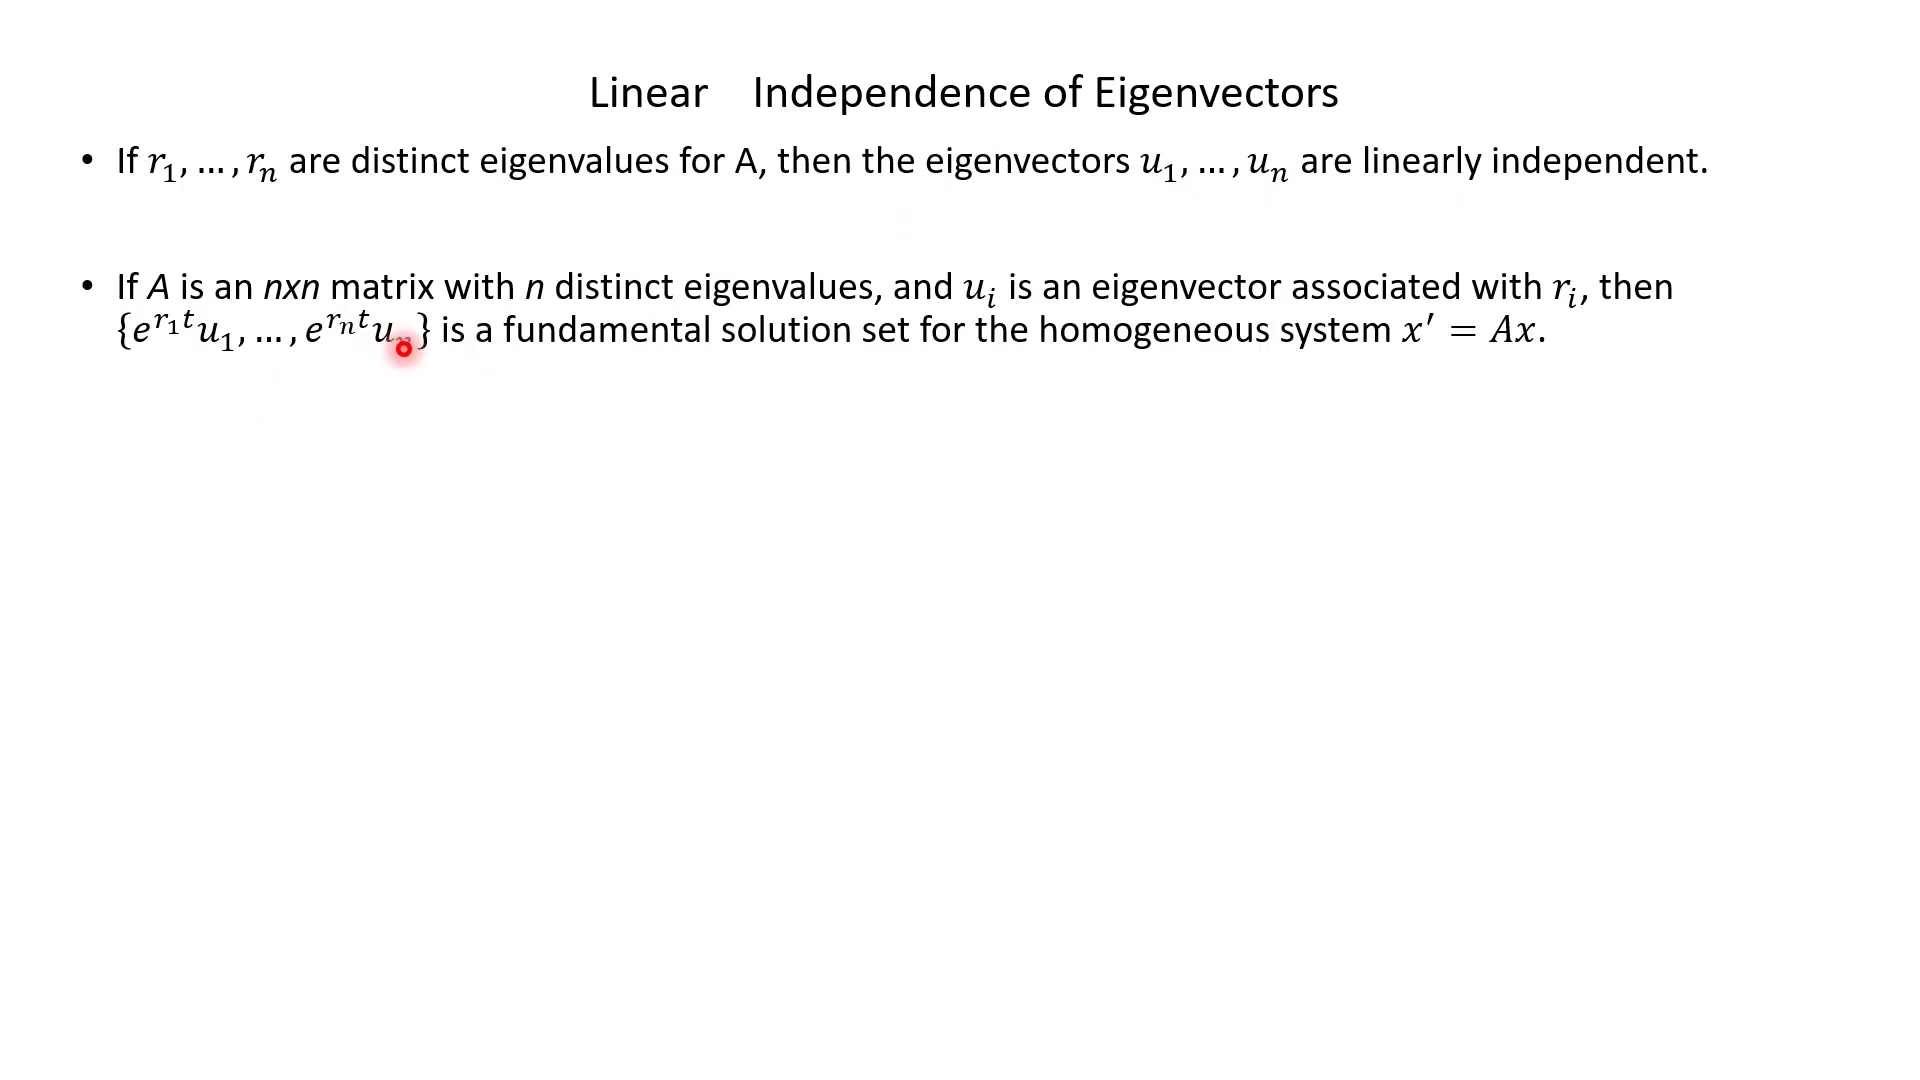 Linear Independence of Eigenvectors
• If 𝑟₁, … , 𝑟ₙ are distinct eigenvalues for A, then the eigenvectors 𝑢₁, … , 𝑢ₙ are linearly independent.
• If A is an nxn matrix with n distinct eigenvalues, and 𝑢ᵢ is an eigenvector associated with 𝑟ᵢ, then
{𝑒^{𝑟₁𝑡}𝑢₁, … , 𝑒^{𝑟ₙ𝑡}𝑢ₙ} is a fundamental solution set for the homogeneous system 𝑥′ = 𝐴𝑥.